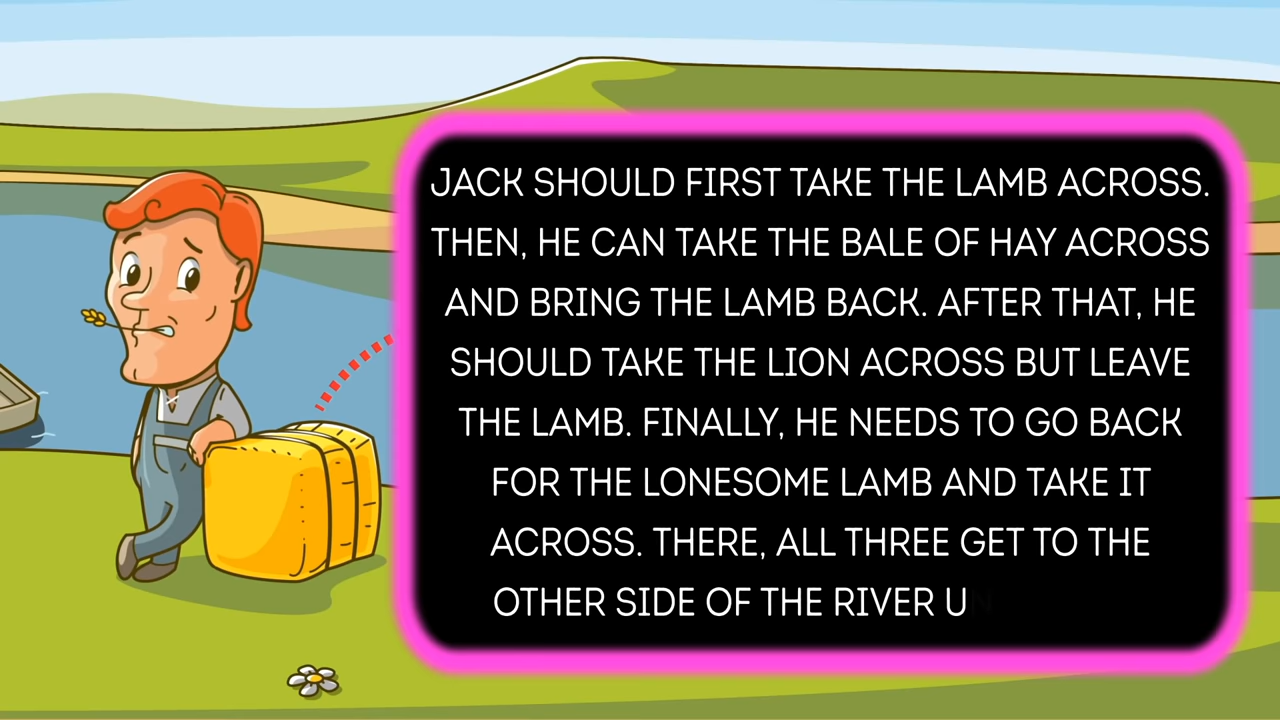 JACK SHOULD FIRST TAKE THE LAMB ACROSS.
THEN, HE CAN TAKE THE BALE OF HAY ACROSS
AND BRING THE LAMB BACK. AFTER THAT, HE
SHOULD TAKE THE LION ACROSS BUT LEAVE
THE LAMB. FINALLY, HE NEEDS TO GO BACK
FOR THE LONESOME LAMB AND TAKE IT
ACROSS. THERE, ALL THREE GET TO THE
OTHER SIDE OF THE RIVER UN